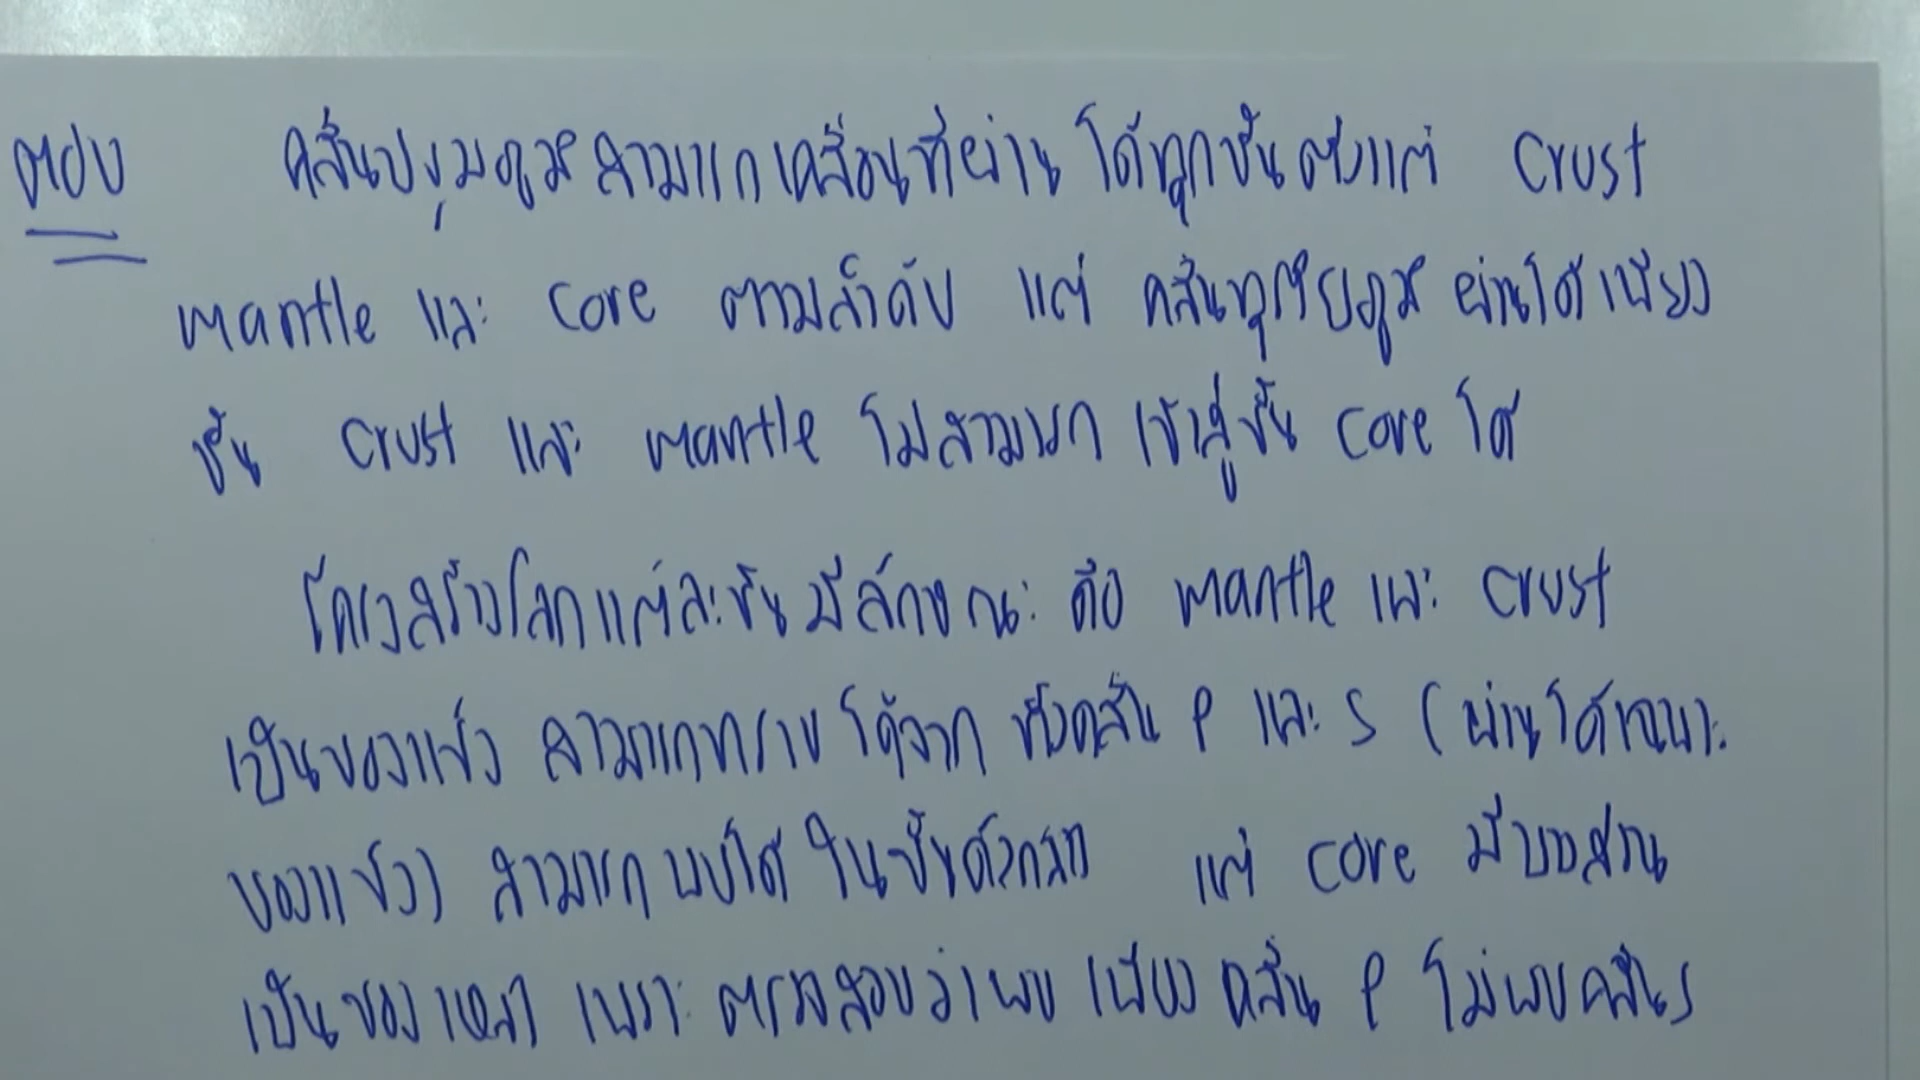 ตอบ คลื่นปฐมภูมิสามารถเคลื่อนที่ผ่านได้ทุกชั้นตั้งแต่ crust
mantle และ core ตามลำดับ แต่ คลื่นทุติยภูมิ ผ่านได้เพียง
ชั้น crust และ mantle ไม่สามารถ เข้าสู่ชั้น core ได้
โครงสร้างโลกแต่ละชั้นมีลักษณะ คือ mantle และ crust
เป็นของแข็ง สามารถทราบได้จาก ทั้งคลื่น P และ S (ผ่านได้เฉพาะ
ของแข็ง) สามารถพบได้ ในชั้นดังกล่าว แต่ core มีบางส่วน
เป็นของเหลว เพราะ ตรวจสอบว่าพบ เพียง คลื่น P ไม่พบคลื่น S